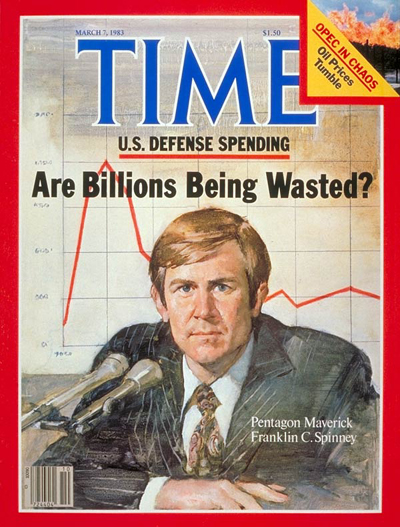 MARCH 7, 1983
$1.50
OPEC IN CHAOS
Oil Prices
Tumble
TIME
U.S. DEFENSE SPENDING
Are Billions Being Wasted?
Pentagon Maverick
Franklin C. Spinney